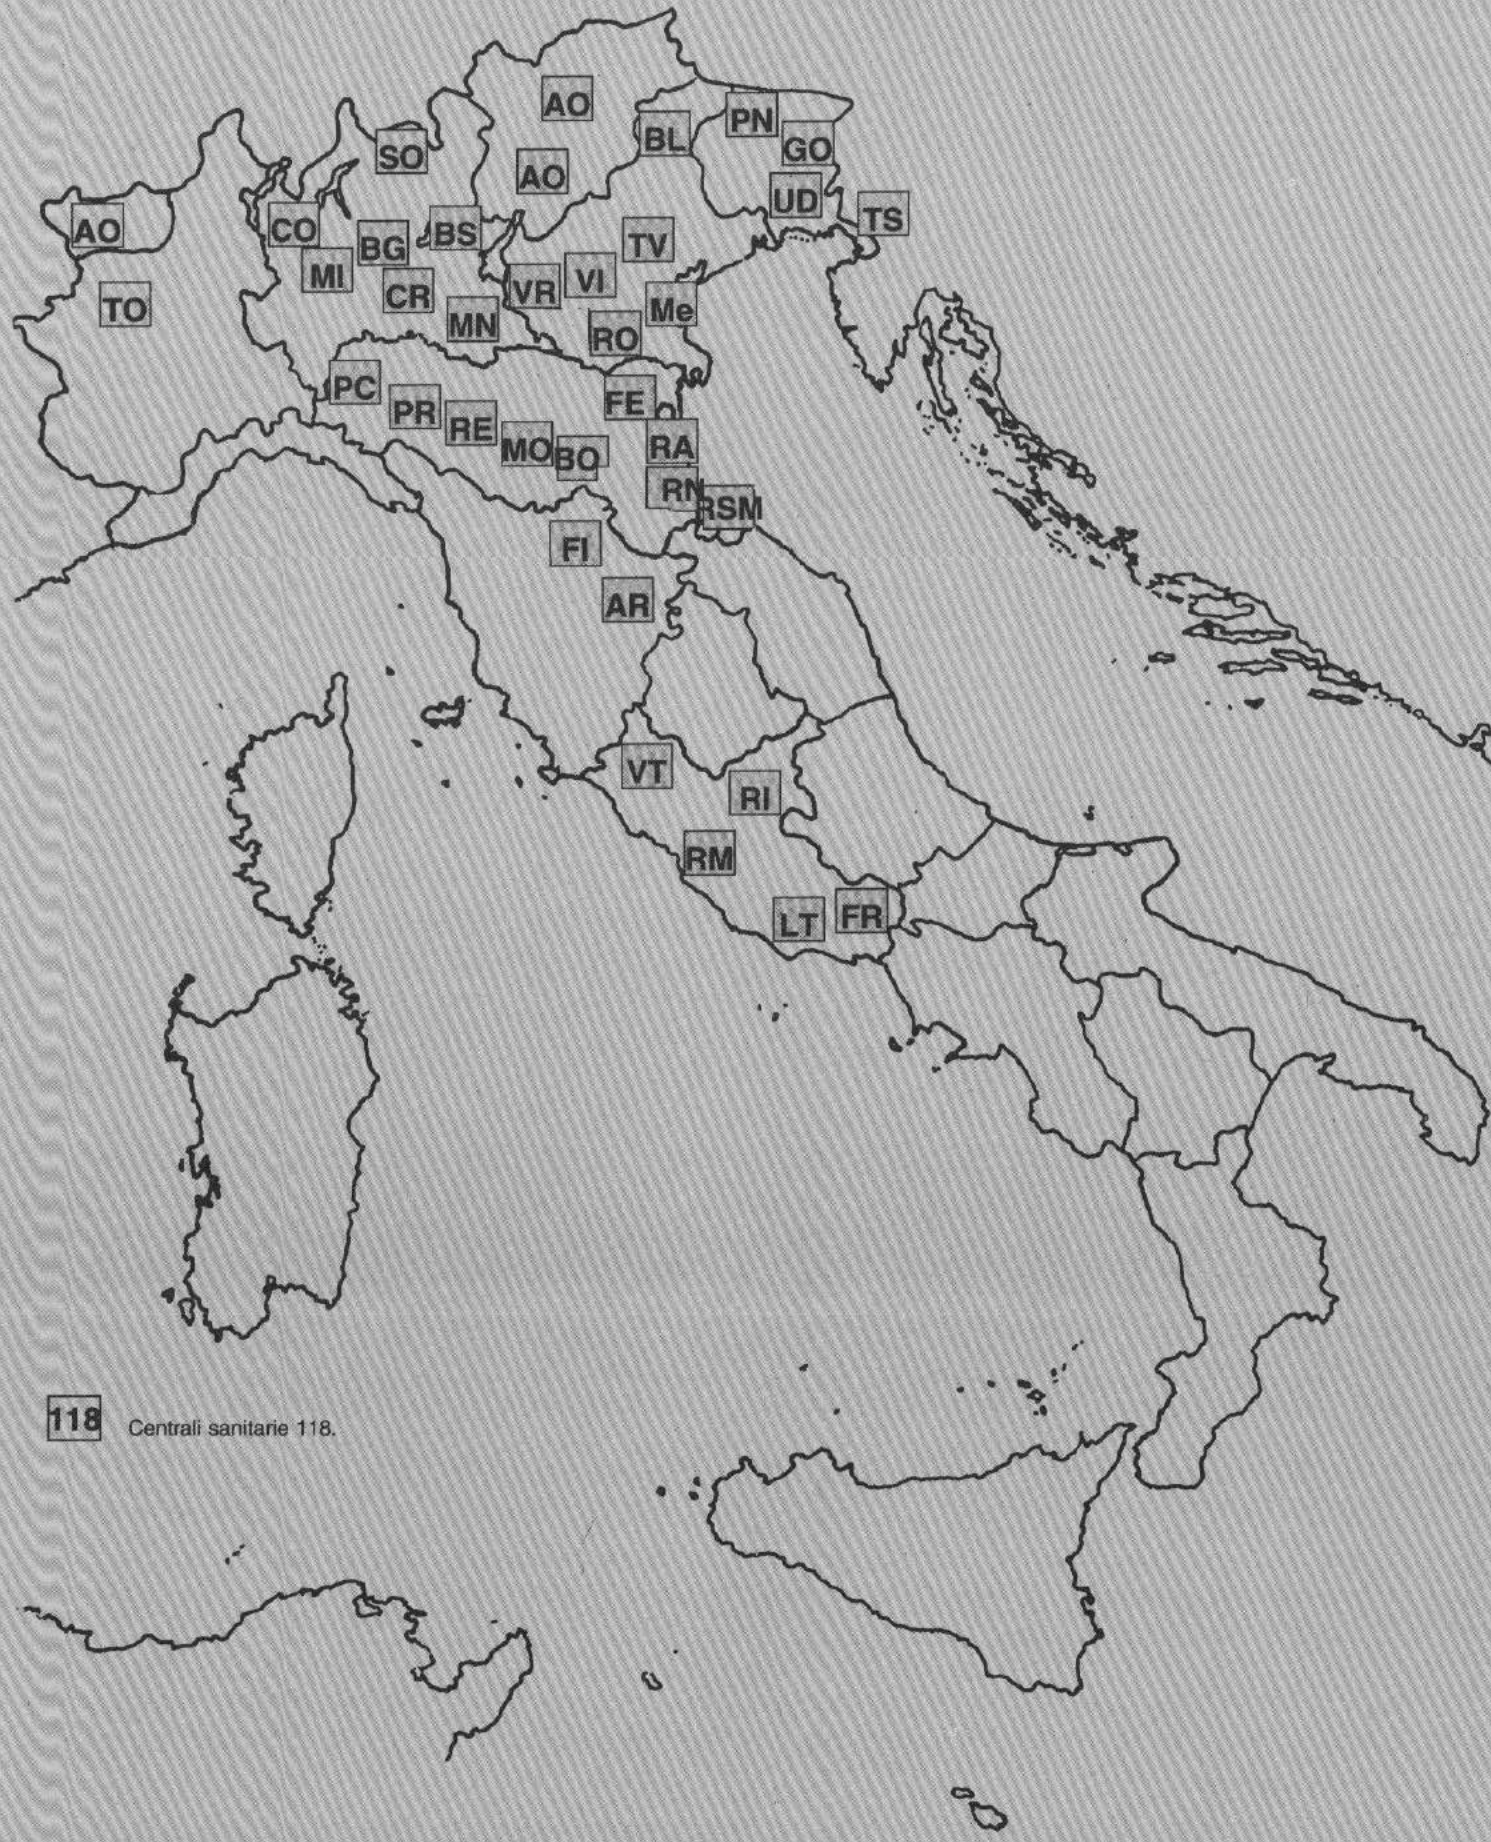 AO
PN
BL
GO
SO
AO
UD
TS
AO
CO
BG
BS
TV
MI
CR
VR
VI
TO
MN
Me
RO
PC
PR
RE
FE
MO
BO
RA
RN
RSM
FI
AR
VT
RI
RM
LT
FR
118
Centrali sanitarie 118.